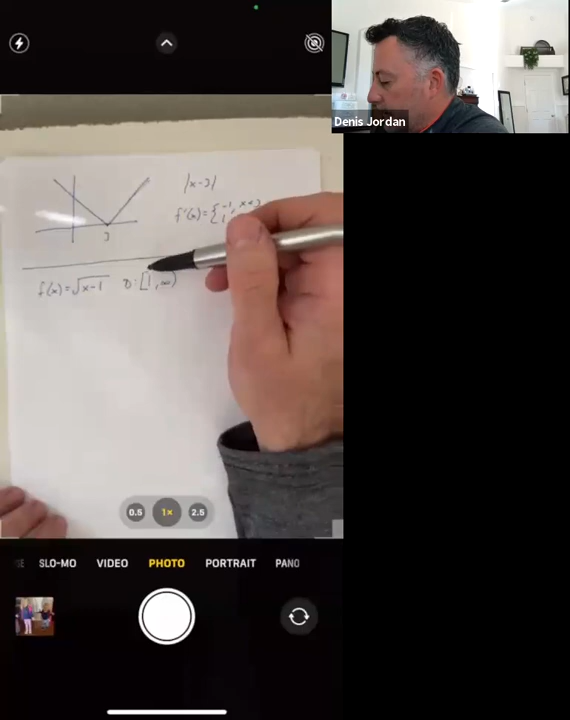 Denis Jordan
|x-3|
f'(x)={-1, x<3
1
3
f(x)=√x-1 D:[1,∞)
0.5 1× 2.5
SLO-MO VIDEO PHOTO PORTRAIT PANO